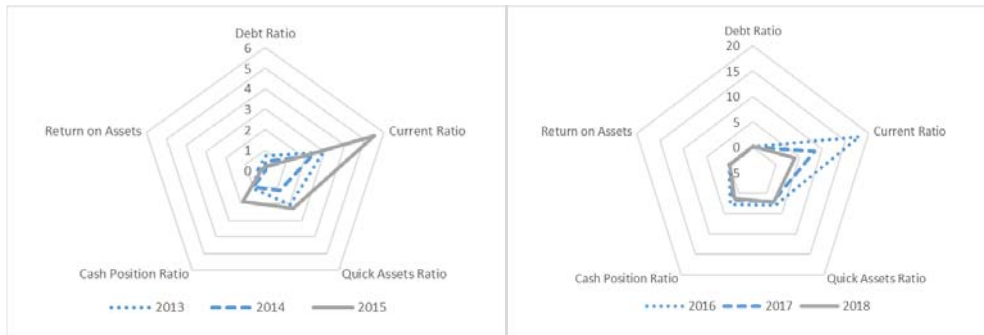 Debt Ratio
6
5
4
3
2
1
0
Return on Assets
Current Ratio
Cash Position Ratio
Quick Assets Ratio
2013
2014
2015
Debt Ratio
20
15
10
5
0
5
Return on Assets
Current Ratio
Cash Position Ratio
Quick Assets Ratio
2016
2017
2018